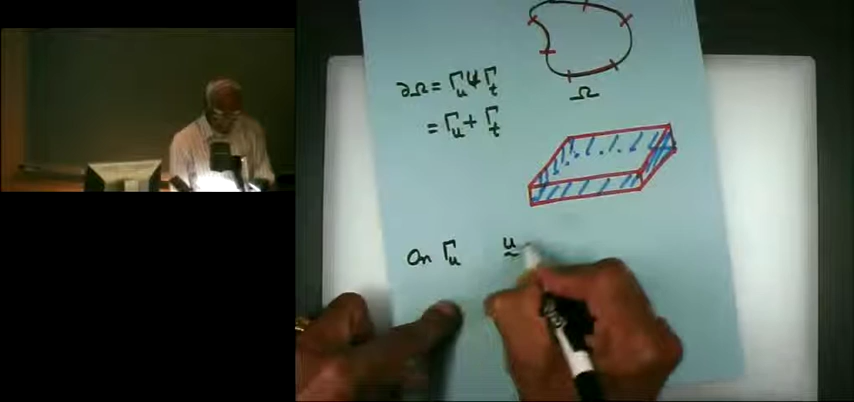 Ω
∂Ω = Γᵤ ⊎ Γₜ
= Γᵤ + Γₜ
On Γᵤ ṵ